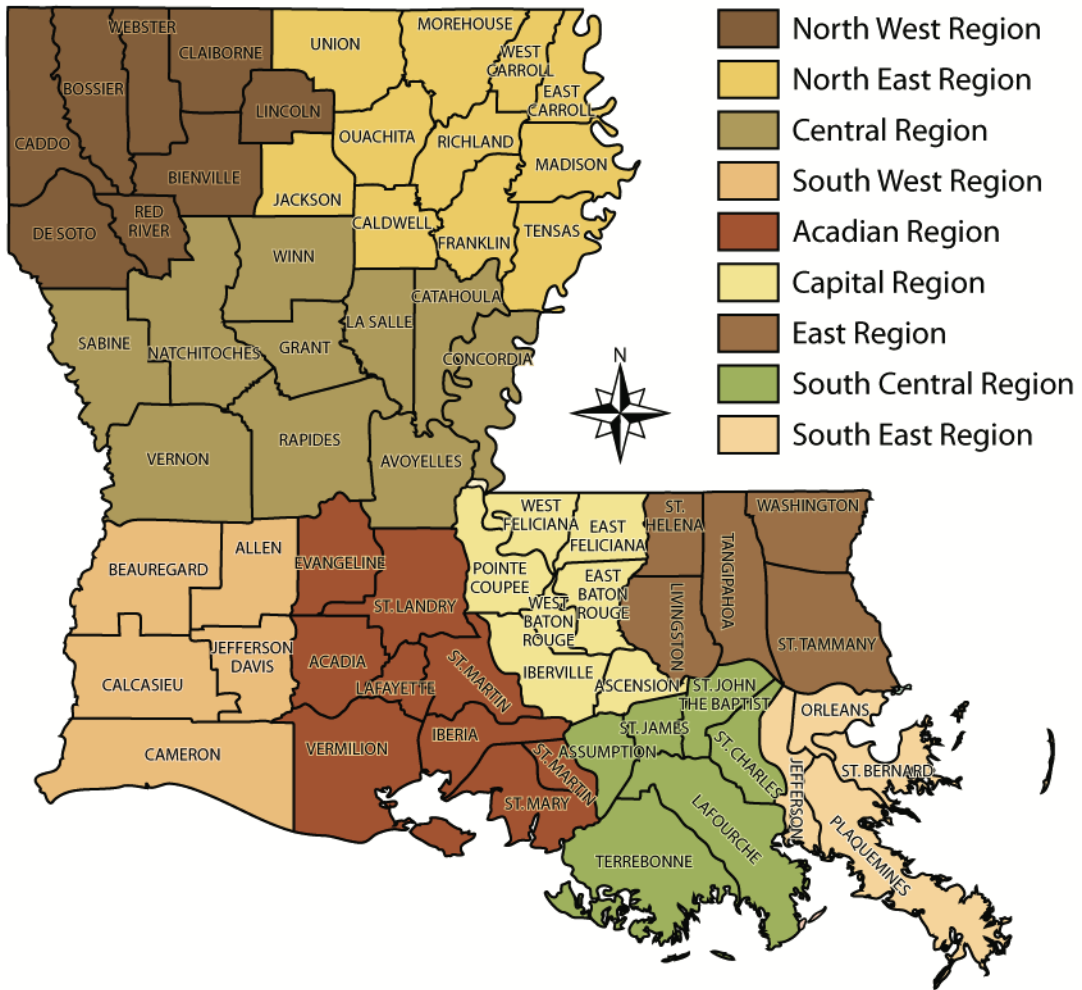 WEBSTER
CLAIBORNE
UNION
MOREHOUSE
WEST
CARROLL
EAST
CARROLL
BOSSIER
LINCOLN
CADDO
OUACHITA
RICHLAND
MADISON
BIENVILLE
JACKSON
RED
RIVER
DE SOTO
CALDWELL
FRANKLIN
TENSAS
WINN
CATAHOULA
LA SALLE
SABINE
NATCHITOCHES
GRANT
CONCORDIA
RAPIDES
VERNON
AVOYELLES
North West Region
North East Region
Central Region
South West Region
Acadian Region
Capital Region
East Region
South Central Region
South East Region
N
WEST
FELICIANA
EAST
FELICIANA
ST.
HELENA
TANGIPAHOA
WASHINGTON
BEAUREGARD
ALLEN
EVANGELINE
ST. LANDRY
POINTE
COUPEE
WEST
BATON
ROUGE
EAST
BATON
ROUGE
LIVINGSTON
ST. TAMMANY
JEFFERSON
DAVIS
ACADIA
LAFAYETTE
ST. MARTIN
IBERVILLE
ASCENSION
ST. JOHN
THE BAPTIST
CALCASIEU
ORLEANS
CAMERON
VERMILION
IBERIA
ST. MARTIN
ASSUMPTION
ST. JAMES
ST. CHARLES
JEFFERSON
ST. BERNARD
ST. MARY
LAFOURCHE
TERREBONNE
PLAQUEMINES